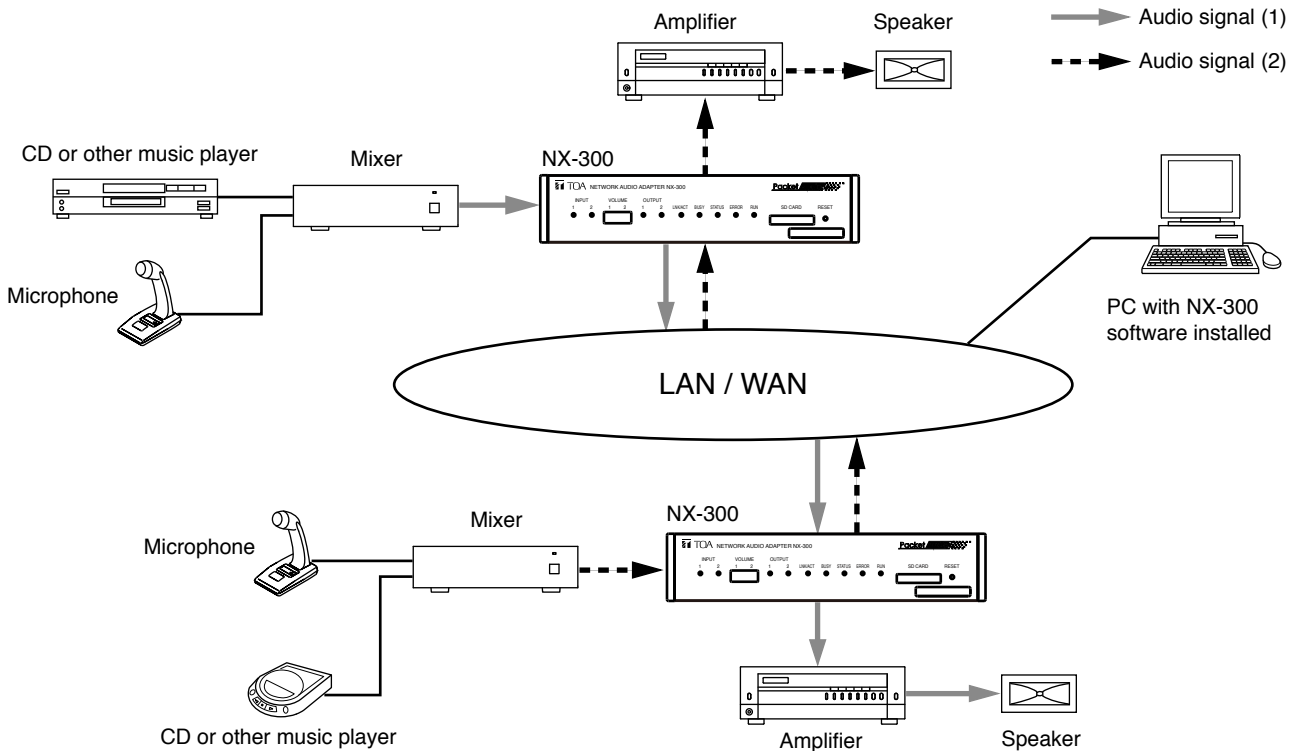 Amplifier
Speaker
Audio signal (1)
Audio signal (2)
CD or other music player
Mixer
NX-300
TOA NETWORK AUDIO ADAPTER NX-300
Packet
INPUT VOLUME OUTPUT
1 2 1 2 1 2 LNK/ACT BUSY STATUS ERROR RUN SD CARD RESET
Microphone
PC with NX-300
software installed
LAN / WAN
Microphone
Mixer
NX-300
TOA NETWORK AUDIO ADAPTER NX-300
Packet
INPUT VOLUME OUTPUT
1 2 1 2 1 2 LNK/ACT BUSY STATUS ERROR RUN SD CARD RESET
CD or other music player
Amplifier
Speaker